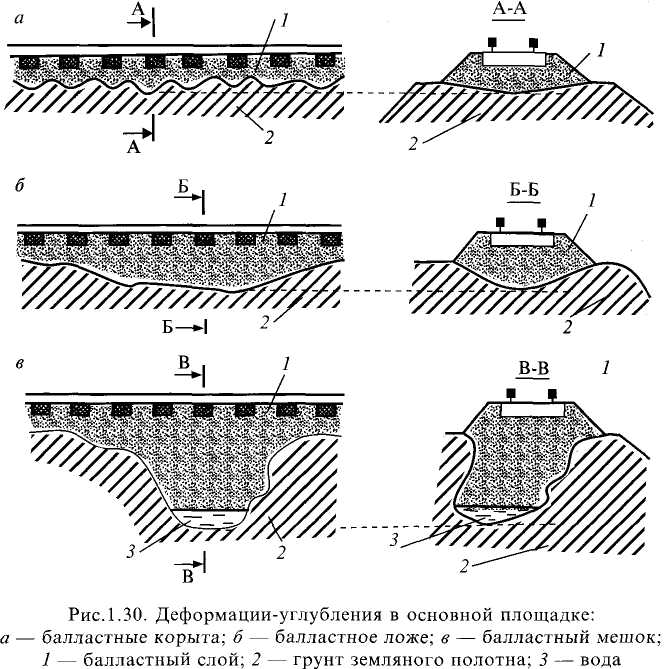 а
А
А-А
1
1
А
2
2
б
Б
1
Б-Б
1
Б
2
2
в
В
1
В-В
1
3
2
3
2
В
Рис.1.30. Деформации-углубления в основной площадке:
а — балластные корыта; б — балластное ложе; в — балластный мешок;
1 — балластный слой; 2 — грунт земляного полотна; 3 — вода